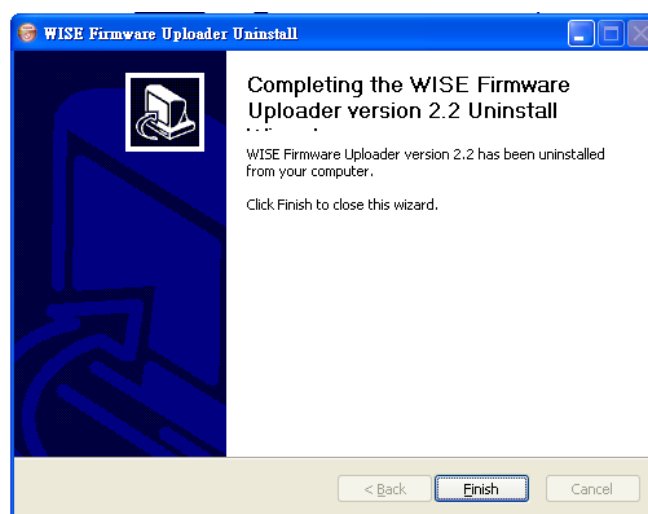 WISE Firmware Uploader Uninstall
Completing the WISE Firmware
Uploader version 2.2 Uninstall
WISE Firmware Uploader version 2.2 has been uninstalled
from your computer.
Click Finish to close this wizard.
< Back Finish Cancel